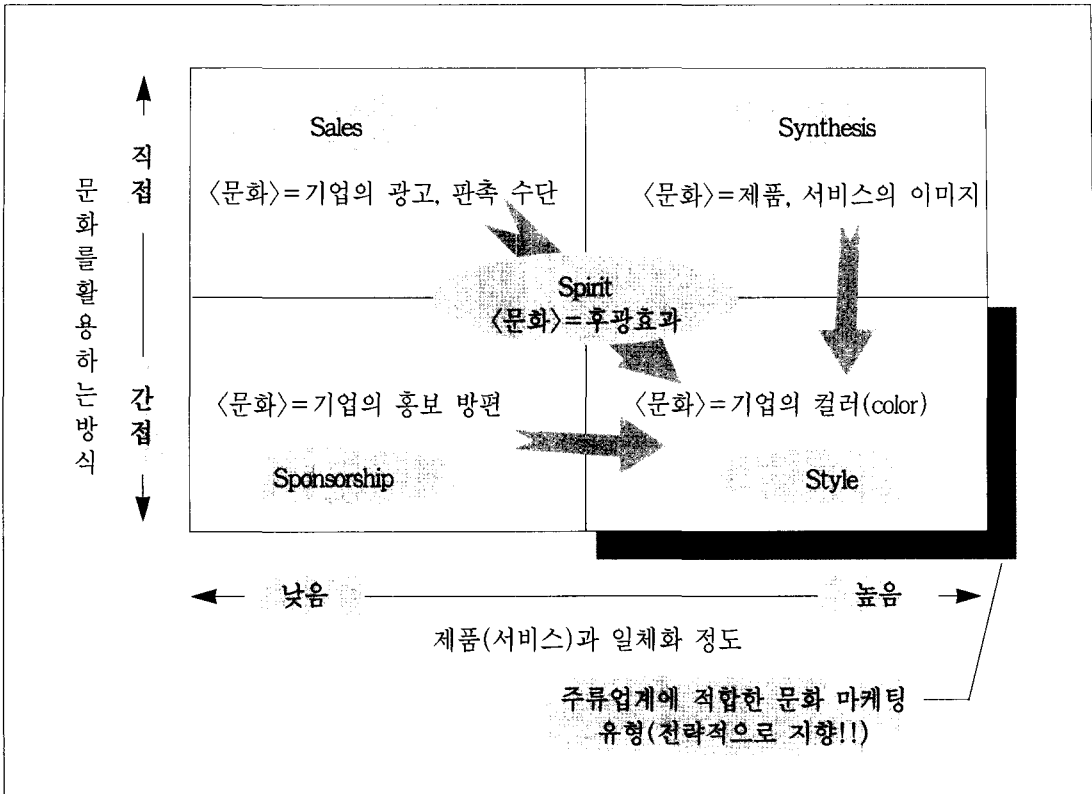 문화를활용하는방식
직접
간접
Sales
〈문화〉=기업의 광고, 판촉 수단
Synthesis
〈문화〉=제품, 서비스의 이미지
Spirit
〈문화〉=후광효과
〈문화〉=기업의 홍보 방편
Sponsorship
〈문화〉=기업의 컬러(color)
Style
낮음
높음
제품(서비스)과 일체화 정도
주류업계에 적합한 문화 마케팅
유형(전략적으로 지향!!)